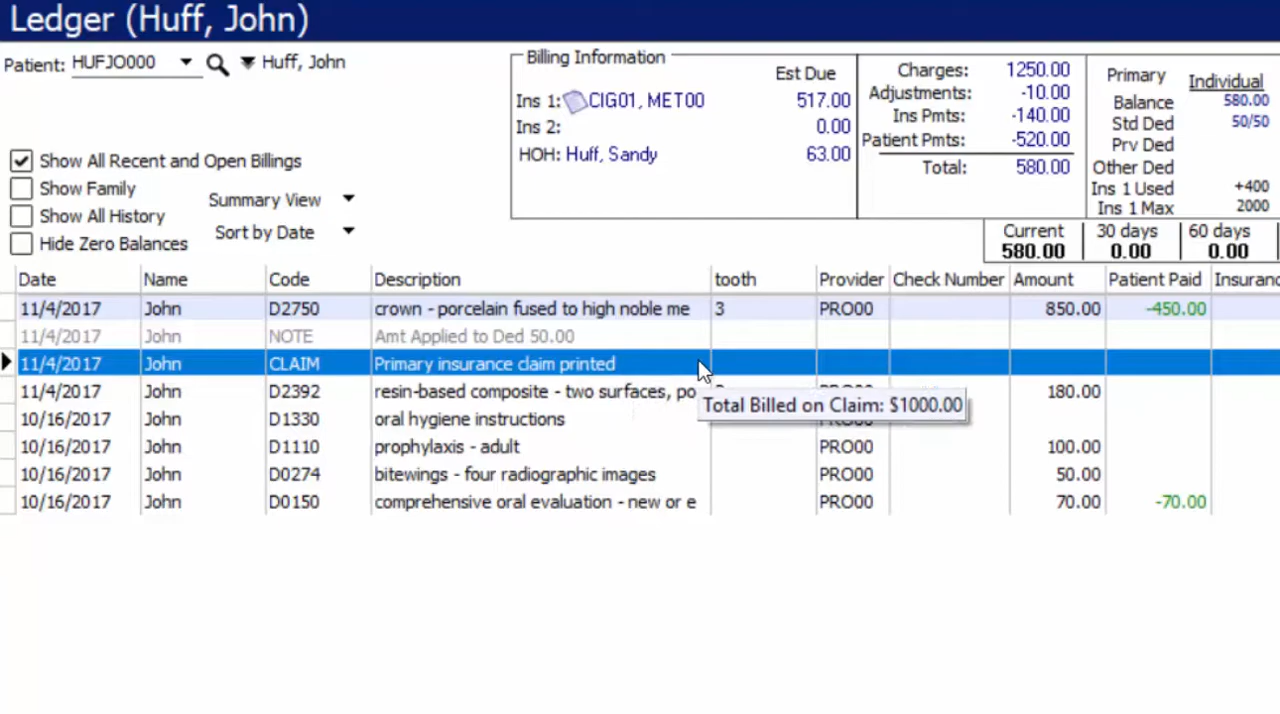 Ledger (Huff, John)
Patient: HUFJO000 Huff, John
Show All Recent and Open Billings
Show Family
Show All History
Hide Zero Balances
Summary View
Sort by Date
Billing Information
Est Due
Ins 1: CIG01, MET00 517.00
Ins 2: 0.00
HOH: Huff, Sandy 63.00
Charges: 1250.00
Adjustments: -10.00
Ins Pmts: -140.00
Patient Pmts: -520.00
Total: 580.00
Primary Individual
Balance 580.00
Std Ded 50/50
Prv Ded
Other Ded
Ins 1 Used +400
Ins 1 Max 2000
Current 30 days 60 days
580.00 0.00 0.00
Date Name Code Description tooth Provider Check Number Amount Patient Paid Insuranc
11/4/2017 John D2750 crown - porcelain fused to high noble me 3 PRO00 850.00 -450.00
11/4/2017 John NOTE Amt Applied to Ded 50.00
11/4/2017 John CLAIM Primary insurance claim printed
11/4/2017 John D2392 resin-based composite - two surfaces, po 180.00
Total Billed on Claim: $1000.00
10/16/2017 John D1330 oral hygiene instructions PRO00
10/16/2017 John D1110 prophylaxis - adult PRO00 100.00
10/16/2017 John D0274 bitewings - four radiographic images PRO00 50.00
10/16/2017 John D0150 comprehensive oral evaluation - new or e PRO00 70.00 -70.00